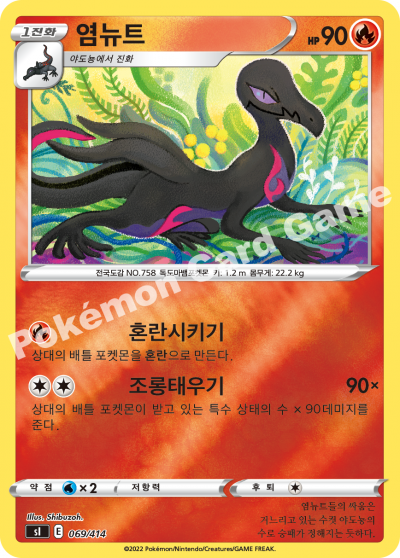 1진화 염뉴트 HP 90
야도뇽에서 진화
전국도감 NO.758 독도마뱀포켓몬 키: 1.2 m 몸무게: 22.2 kg
Pokémon Card Game
혼란시키기
상대의 배틀 포켓몬을 혼란으로 만든다.
조롱태우기 90×
상대의 배틀 포켓몬이 받고 있는 특수 상태의 수 × 90데미지를
준다.
약점 ×2 저항력 후퇴
Illus. Shibuzoh.
sI E 069/414
염뉴트들의 싸움은
거느리고 있는 수컷 야도뇽의
수로 승패가 정해지는 듯하다.
©2022 Pokémon/Nintendo/Creatures/GAME FREAK.